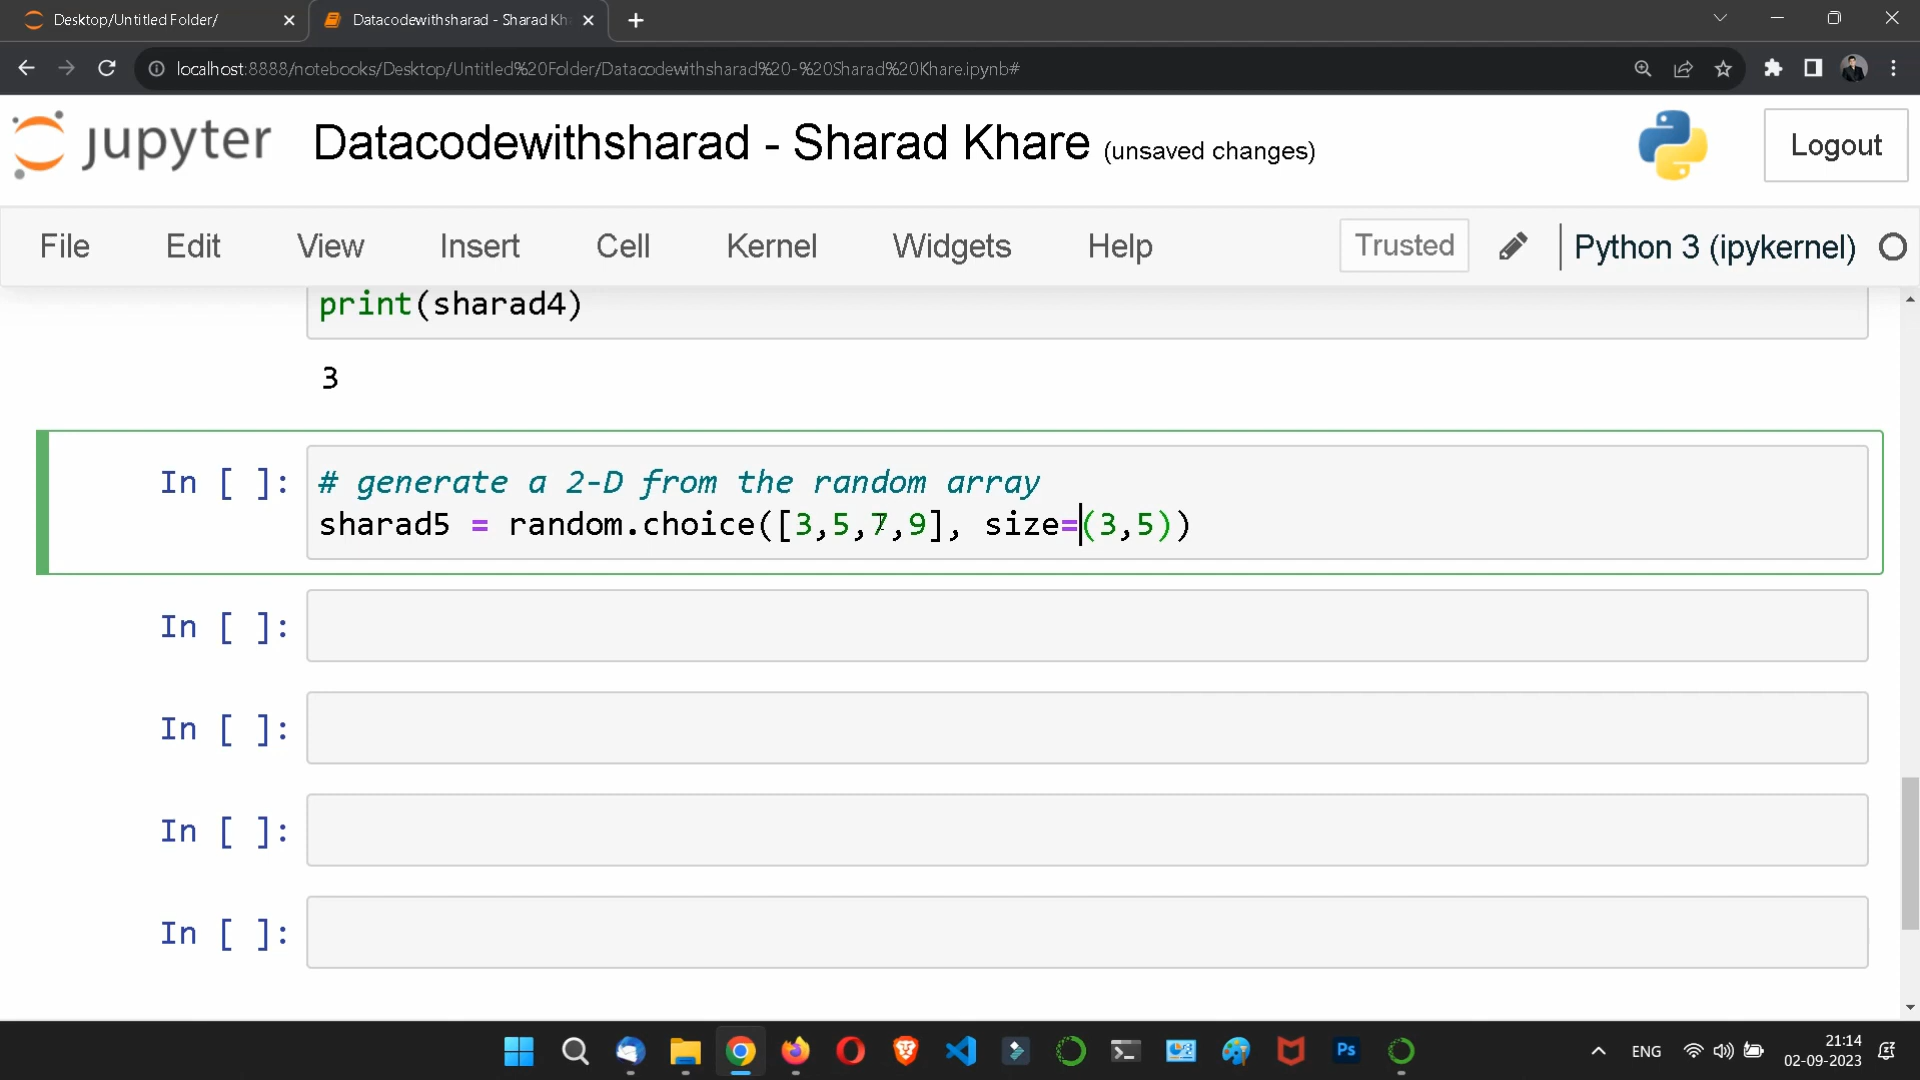 Desktop/Untitled Folder/
Datacodewithsharad - Sharad Kh
localhost:8888/notebooks/Desktop/Untitled%20Folder/Datacodewithsharad%20-%20Sharad%20Khare.ipynb#
jupyter
Datacodewithsharad - Sharad Khare (unsaved changes)
Logout
File Edit View Insert Cell Kernel Widgets Help Trusted Python 3 (ipykernel)
print(sharad4)
3
In [ ]: # generate a 2-D from the random array
sharad5 = random.choice([3,5,7,9], size=(3,5))
In [ ]:
In [ ]:
In [ ]:
In [ ]:
Ps
ENG
21:14
02-09-2023